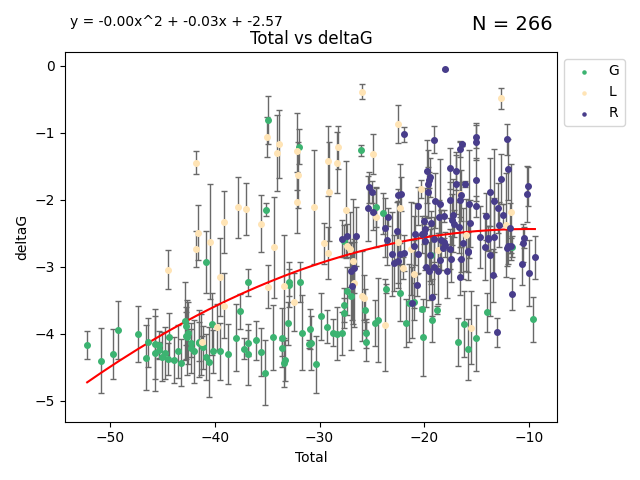 y = -0.00x^2 + -0.03x + -2.57
N = 266
Total vs deltaG
G
L
R
deltaG
0
−1
−2
−3
−4
−5
−50
−40
−30
−20
−10
Total